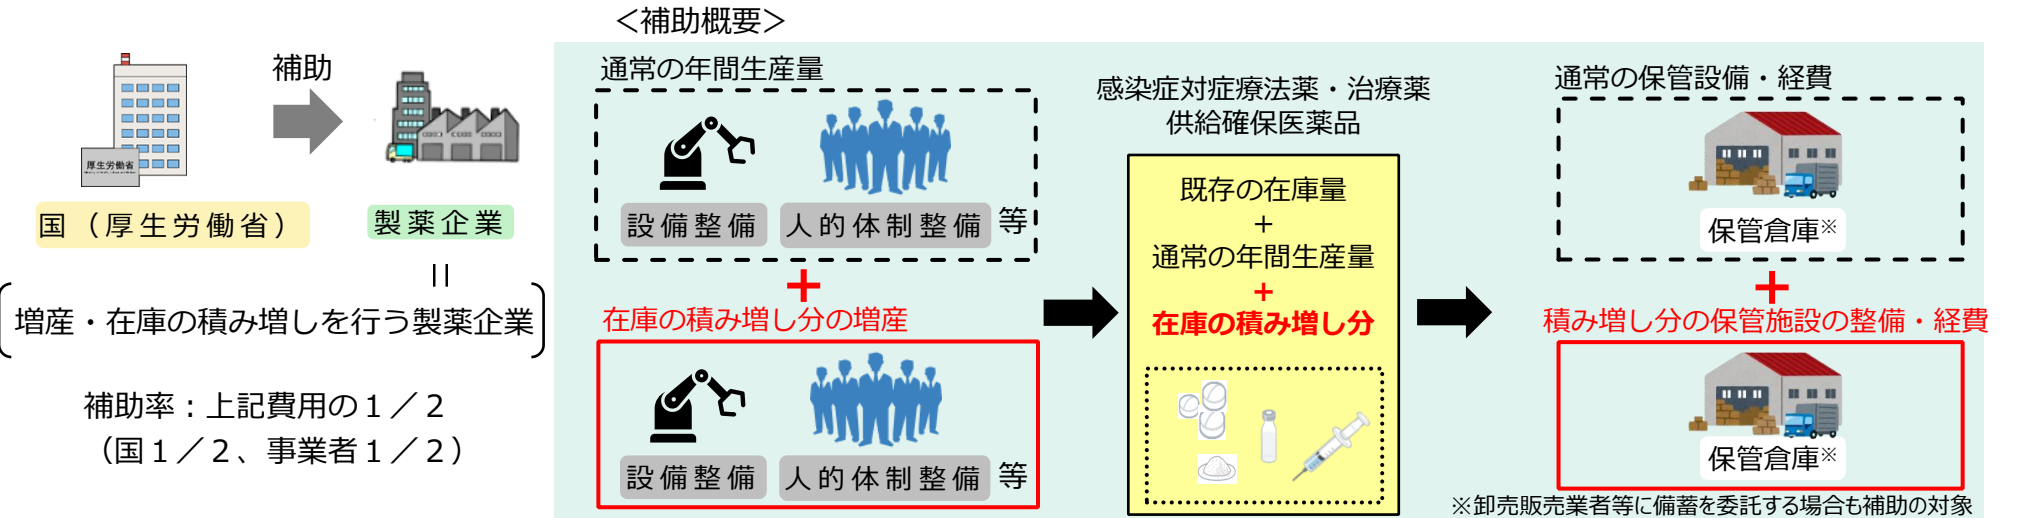 ＜補助概要＞
補助
厚生労働省
国（厚生労働省）
製薬企業
＝
増産・在庫の積み増しを行う製薬企業
補助率：上記費用の１／２
（国１／２、事業者１／２）
通常の年間生産量
設備整備
人的体制整備
等
＋
在庫の積み増し分の増産
設備整備
人的体制整備
等
感染症対症療法薬・治療薬
供給確保医薬品
既存の在庫量
＋
通常の年間生産量
＋
在庫の積み増し分
通常の保管設備・経費
保管倉庫※
＋
積み増し分の保管施設の整備・経費
保管倉庫※
※卸売販売業者等に備蓄を委託する場合も補助の対象